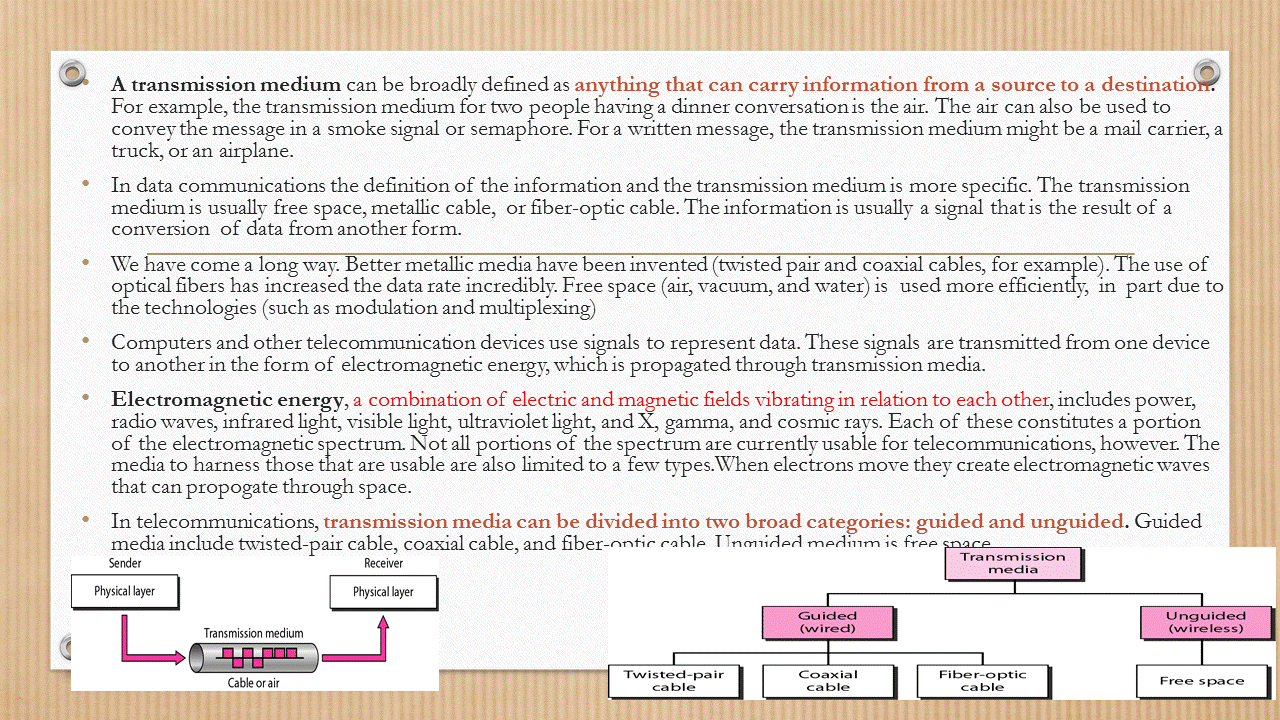 • A transmission medium can be broadly defined as anything that can carry information from a source to a destination.
For example, the transmission medium for two people having a dinner conversation is the air. The air can also be used to
convey the message in a smoke signal or semaphore. For a written message, the transmission medium might be a mail carrier, a
truck, or an airplane.
• In data communications the definition of the information and the transmission medium is more specific. The transmission
medium is usually free space, metallic cable, or fiber-optic cable. The information is usually a signal that is the result of a
conversion of data from another form.
• We have come a long way. Better metallic media have been invented (twisted pair and coaxial cables, for example). The use of
optical fibers has increased the data rate incredibly. Free space (air, vacuum, and water) is used more efficiently, in part due to
the technologies (such as modulation and multiplexing)
• Computers and other telecommunication devices use signals to represent data. These signals are transmitted from one device
to another in the form of electromagnetic energy, which is propagated through transmission media.
• Electromagnetic energy, a combination of electric and magnetic fields vibrating in relation to each other, includes power,
radio waves, infrared light, visible light, ultraviolet light, and X, gamma, and cosmic rays. Each of these constitutes a portion
of the electromagnetic spectrum. Not all portions of the spectrum are currently usable for telecommunications, however. The
media to harness those that are usable are also limited to a few types.When electrons move they create electromagnetic waves
that can propogate through space.
• In telecommunications, transmission media can be divided into two broad categories: guided and unguided. Guided
media include twisted-pair cable, coaxial cable, and fiber-optic cable. Unguided medium is free space.
Sender
Receiver
Physical layer
Physical layer
Transmission medium
Cable or air
Transmission
media
Guided
(wired)
Unguided
(wireless)
Twisted-pair
cable
Coaxial
cable
Fiber-optic
cable
Free space